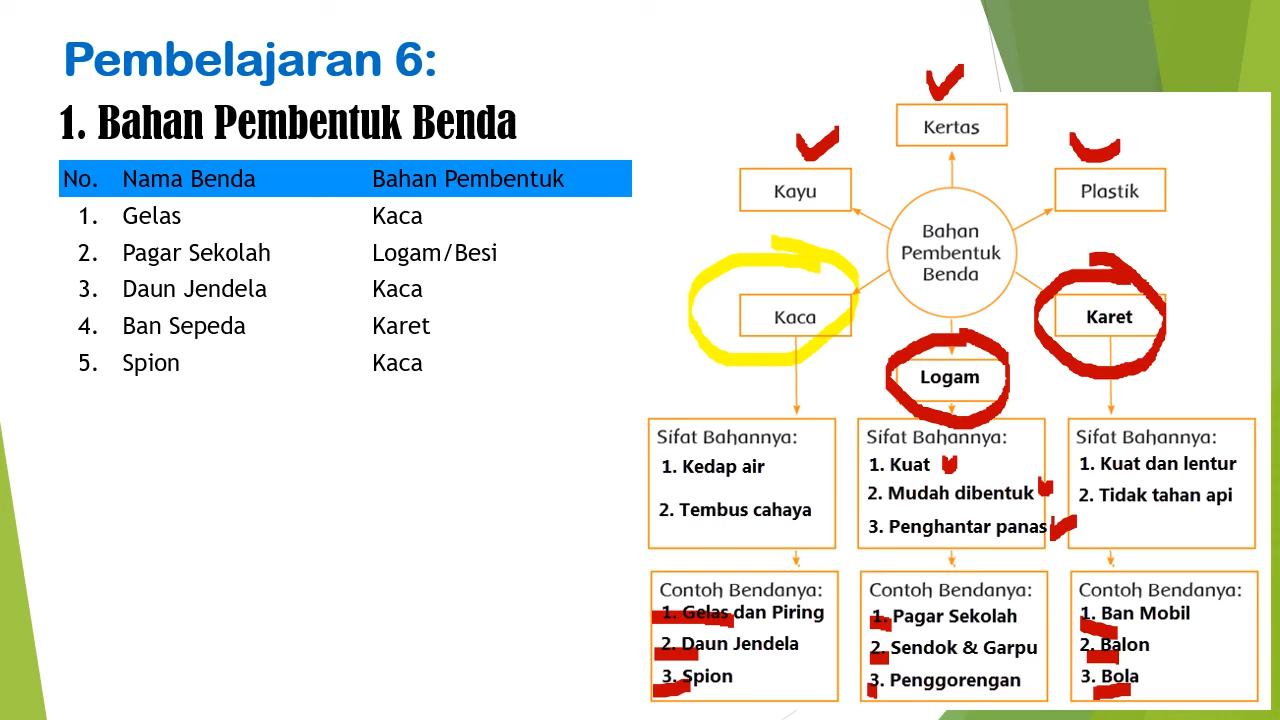 Pembelajaran 6:
1. Bahan Pembentuk Benda
No. Nama Benda Bahan Pembentuk
1. Gelas Kaca
2. Pagar Sekolah Logam/Besi
3. Daun Jendela Kaca
4. Ban Sepeda Karet
5. Spion Kaca
Kertas
Kayu
Plastik
Bahan
Pembentuk
Benda
Kaca
Karet
Logam
Sifat Bahannya:
1. Kedap air
2. Tembus cahaya
Sifat Bahannya:
1. Kuat
2. Mudah dibentuk
3. Penghantar panas
Sifat Bahannya:
1. Kuat dan lentur
2. Tidak tahan api
Contoh Bendanya:
1. Gelas dan Piring
2. Daun Jendela
3. Spion
Contoh Bendanya:
1. Pagar Sekolah
2. Sendok & Garpu
3. Penggorengan
Contoh Bendanya:
1. Ban Mobil
2. Balon
3. Bola